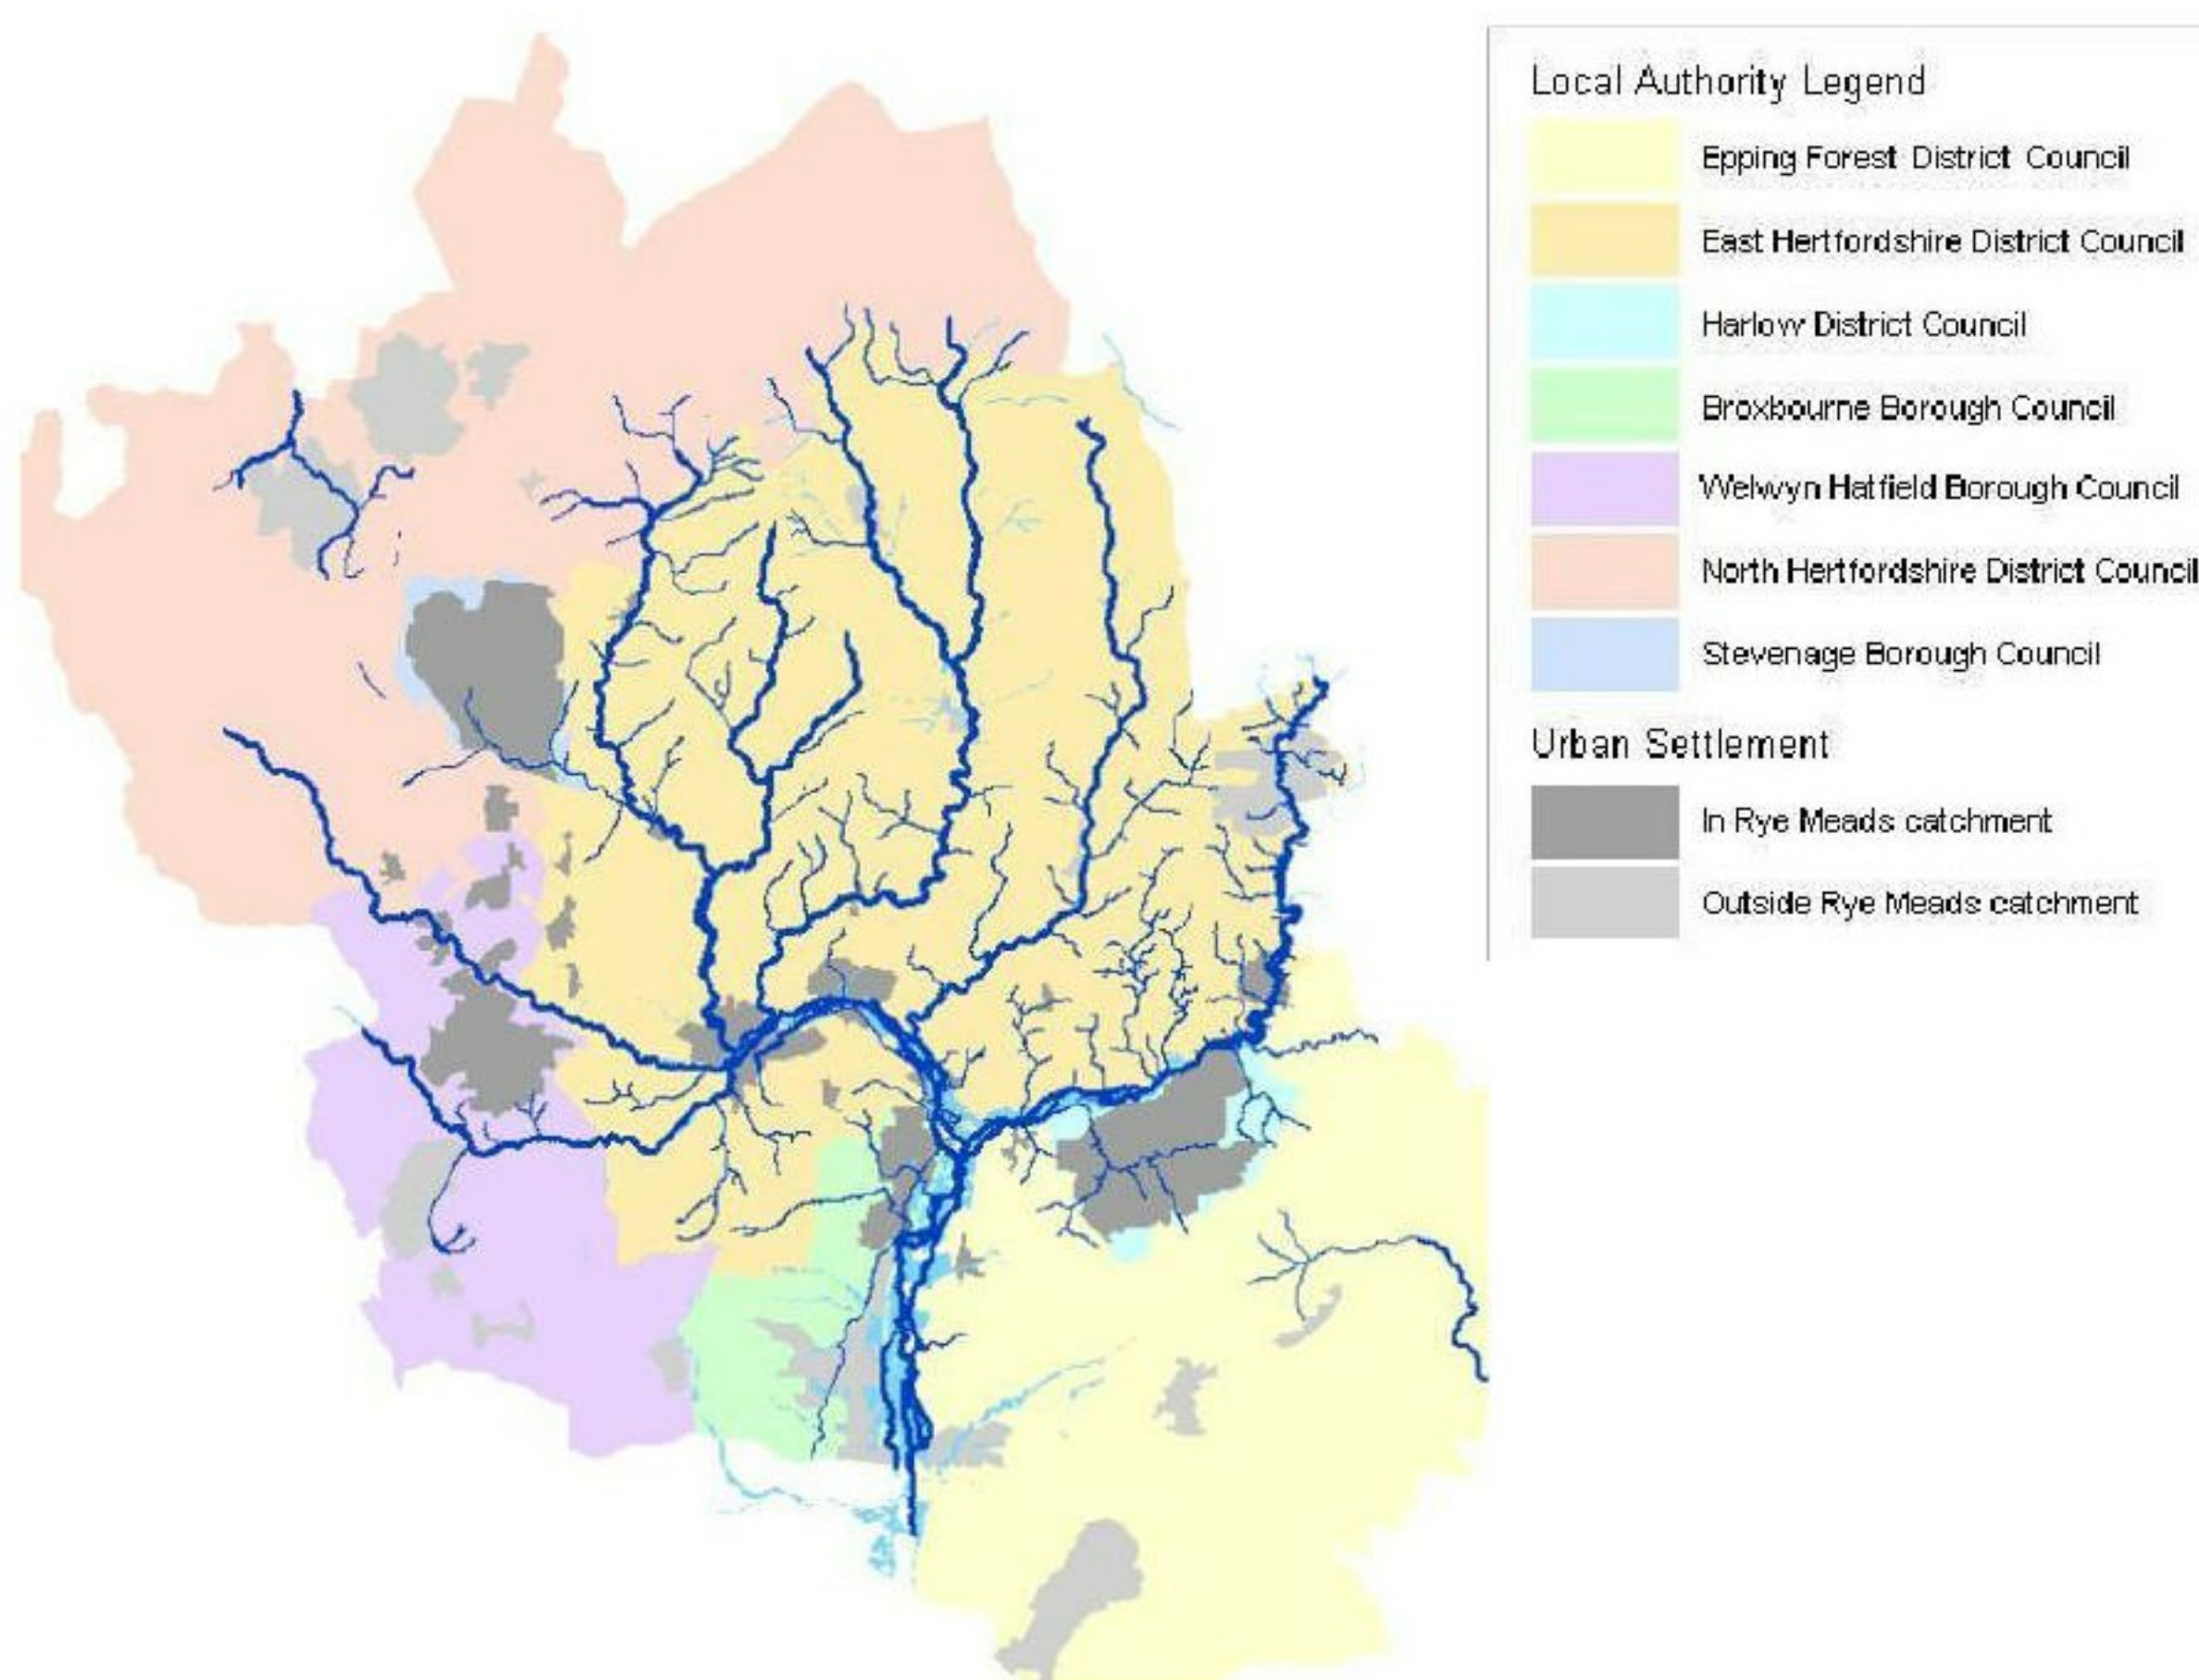 Local Authority Legend
Epping Forest District Council
East Hertfordshire District Council
Harlow District Council
Broxbourne Borough Council
Welwyn Hatfield Borough Council
North Hertfordshire District Council
Stevenage Borough Council
Urban Settlement
In Rye Meads catchment
Outside Rye Meads catchment